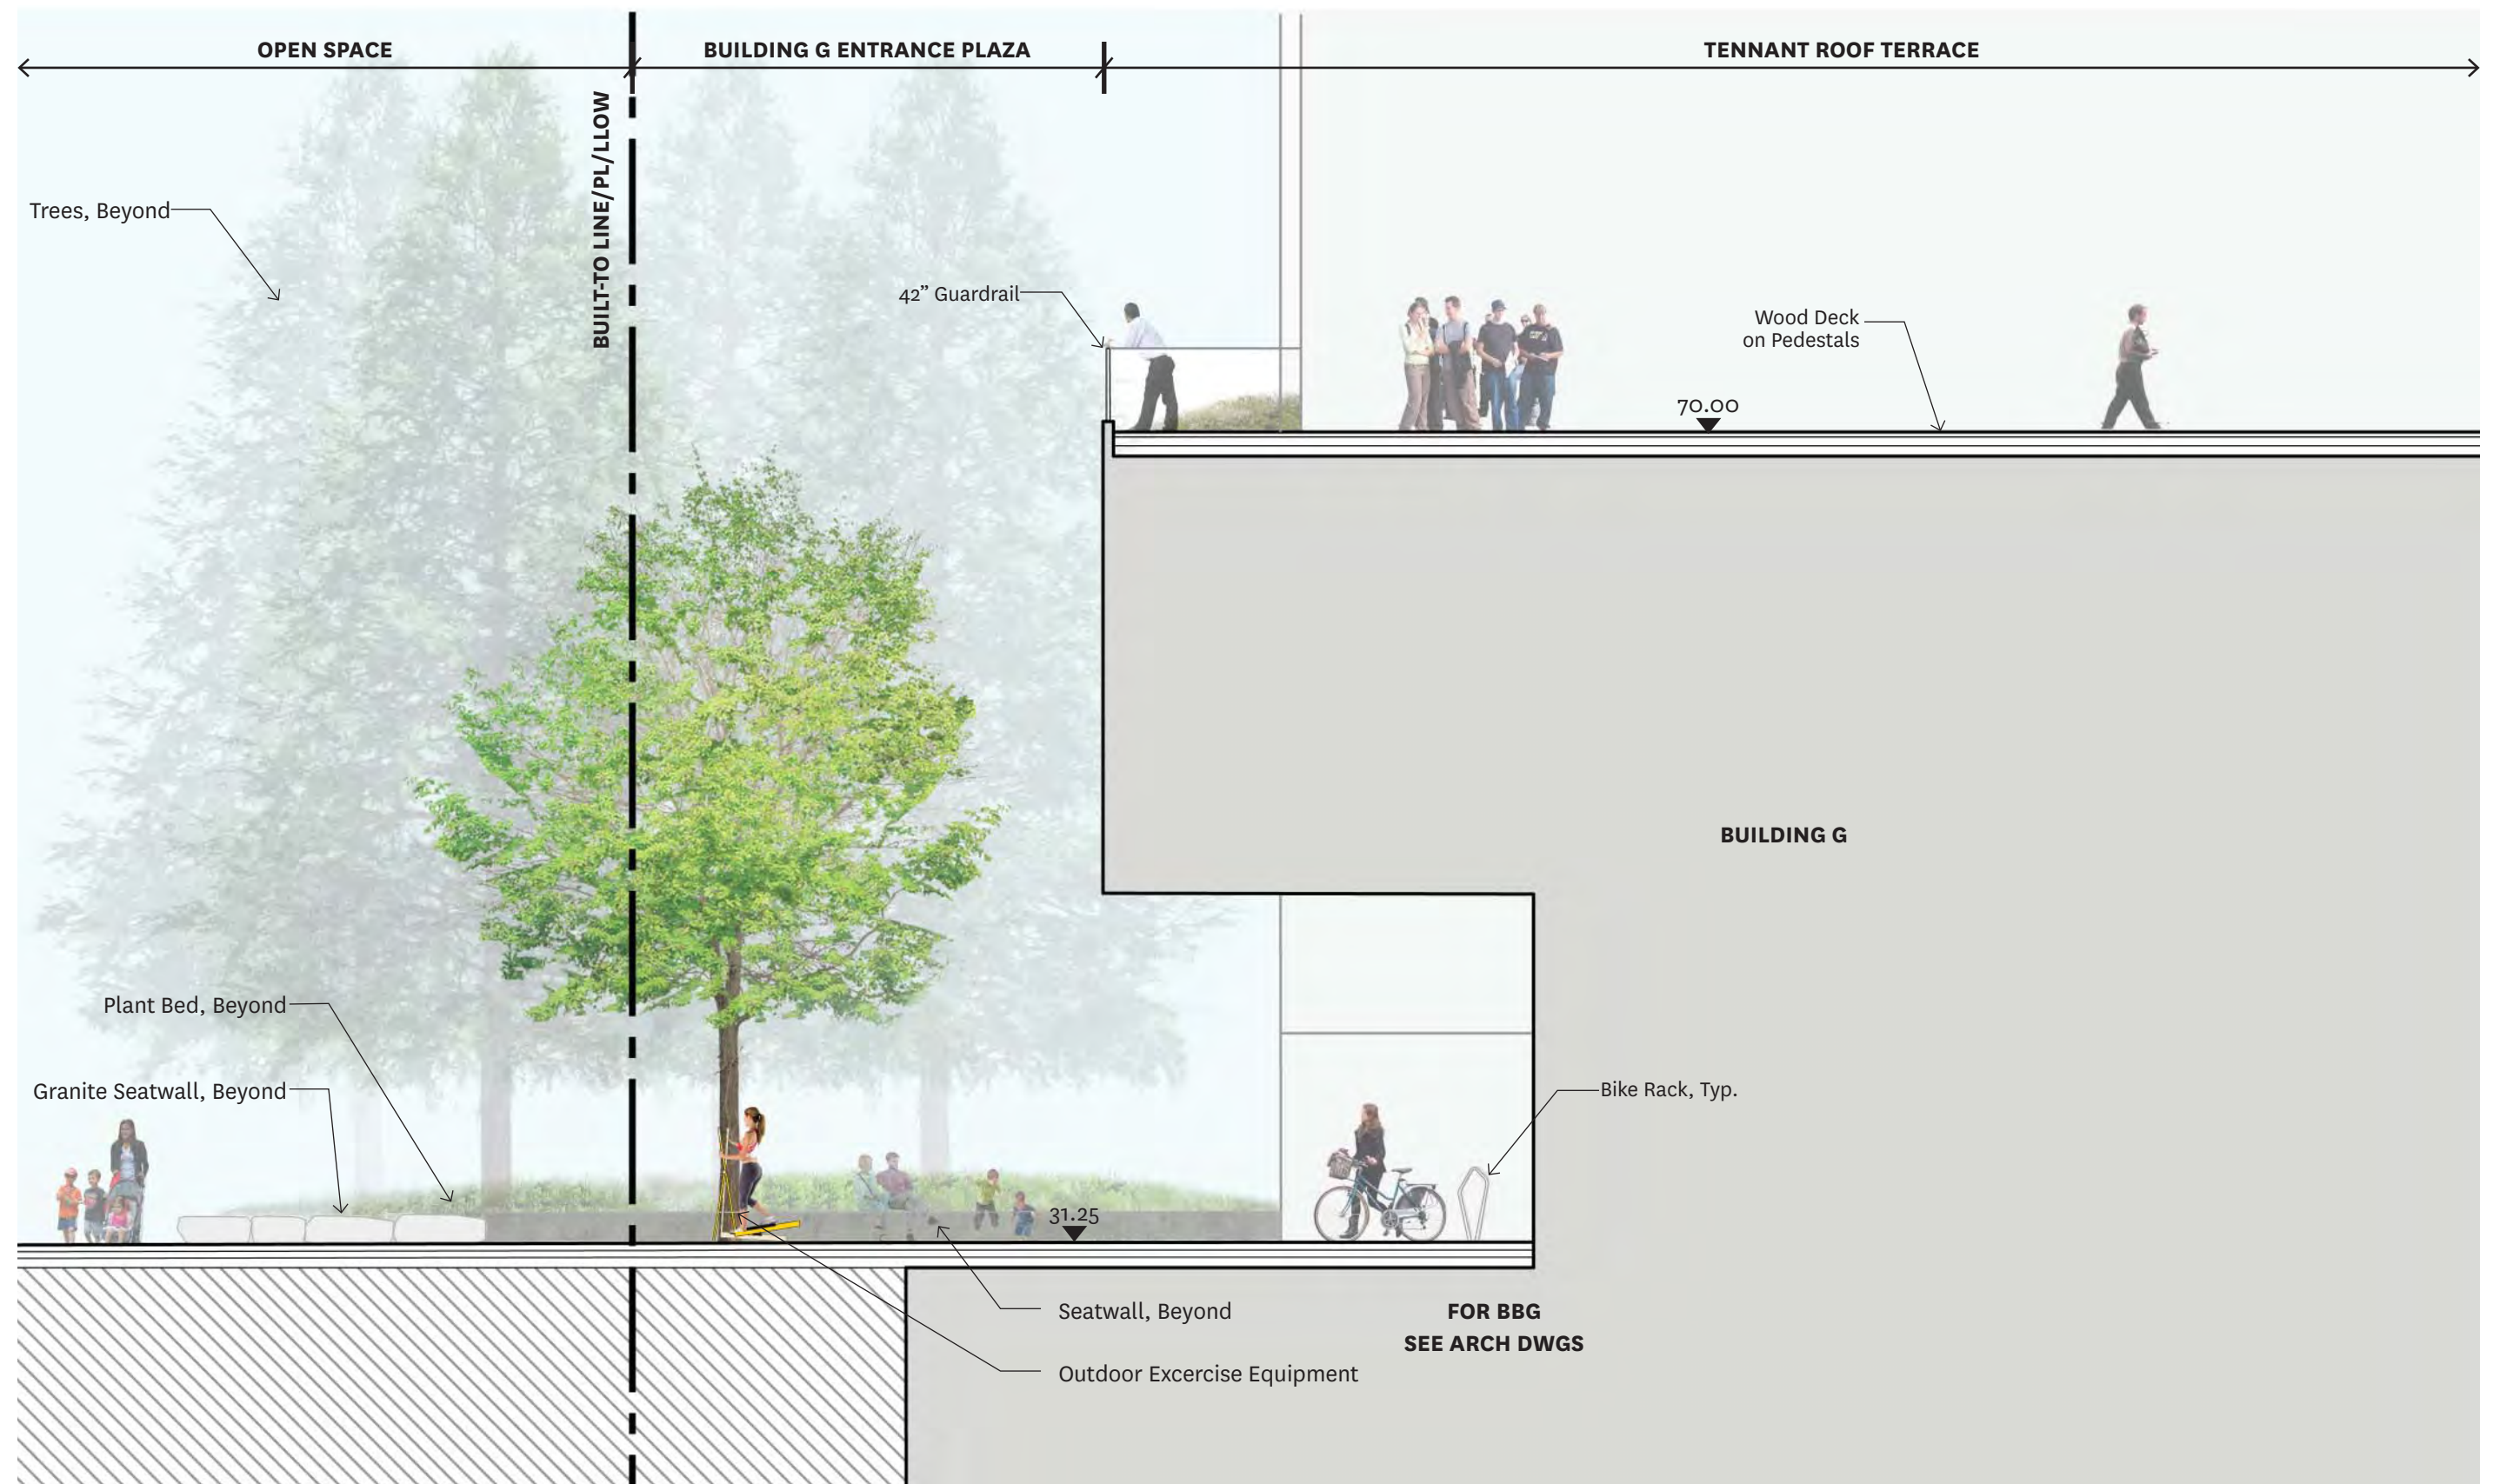 OPEN SPACE
BUILDING G ENTRANCE PLAZA
TENNANT ROOF TERRACE
BUILT-TO LINE/PL/LLOW
Trees, Beyond
42” Guardrail
Wood Deck
on Pedestals
70.00
BUILDING G
Plant Bed, Beyond
Granite Seatwall, Beyond
Bike Rack, Typ.
31.25
Seatwall, Beyond
FOR BBG
SEE ARCH DWGS
Outdoor Excercise Equipment